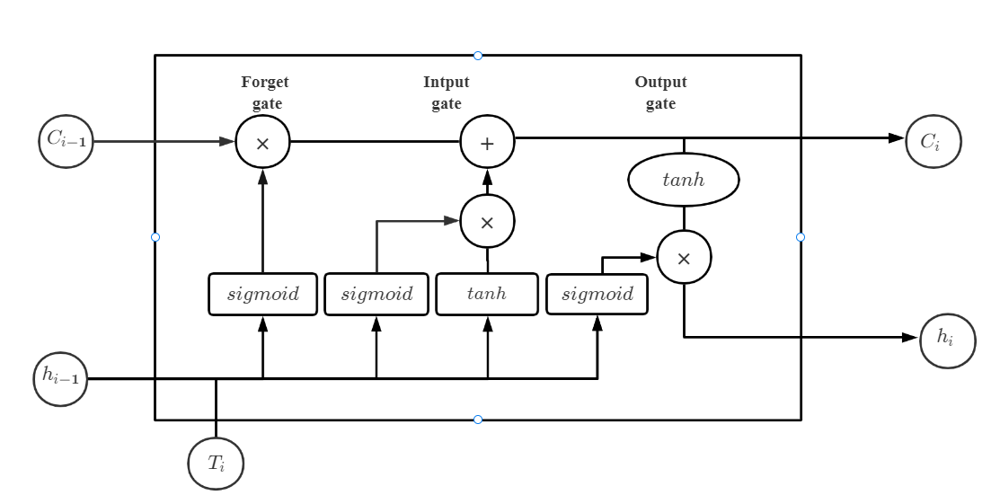 Forget
gate
Intput
gate
Output
gate
C_{i-1}
×
+
C_i
tanh
×
×
sigmoid
sigmoid
tanh
sigmoid
h_{i-1}
h_i
T_i